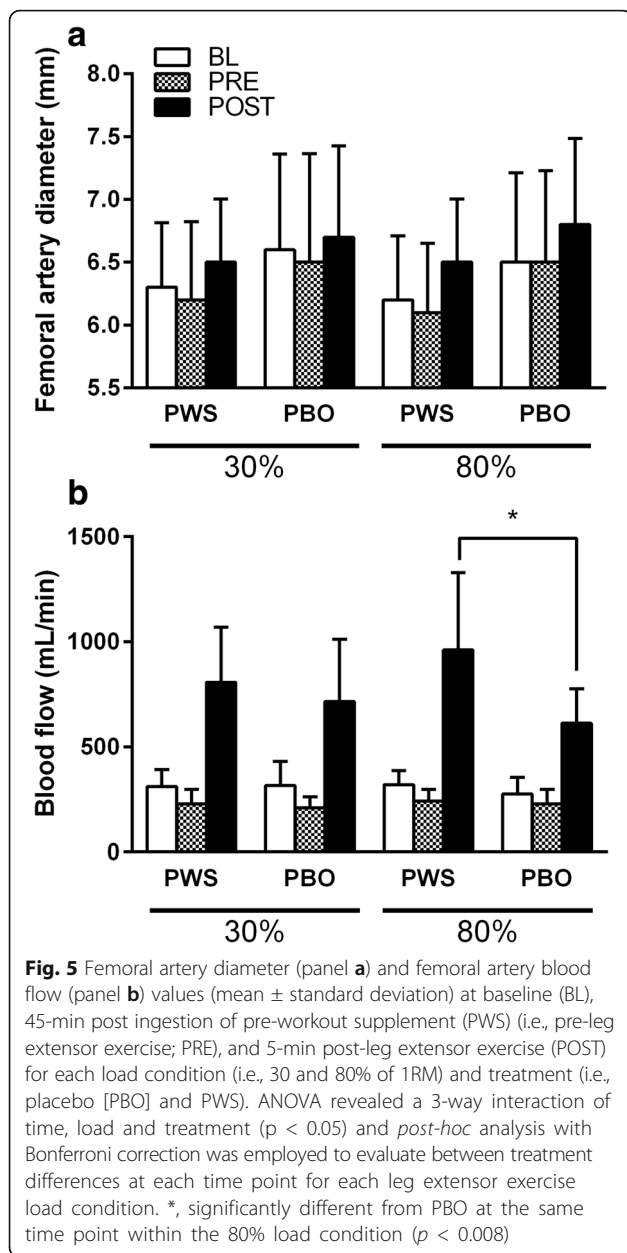 a
BL
PRE
POST
Femoral artery diameter (mm)
8.0
7.5
7.0
6.5
6.0
5.5
PWS PBO PWS PBO
30% 80%
b
*
Blood flow (mL/min)
1500
1000
500
0
PWS PBO PWS PBO
30% 80%
Fig. 5 Femoral artery diameter (panel a) and femoral artery blood
flow (panel b) values (mean ± standard deviation) at baseline (BL),
45-min post ingestion of pre-workout supplement (PWS) (i.e., pre-leg
extensor exercise; PRE), and 5-min post-leg extensor exercise (POST)
for each load condition (i.e., 30 and 80% of 1RM) and treatment (i.e.,
placebo [PBO] and PWS). ANOVA revealed a 3-way interaction of
time, load and treatment (p < 0.05) and post-hoc analysis with
Bonferroni correction was employed to evaluate between treatment
differences at each time point for each leg extensor exercise
load condition. *, significantly different from PBO at the same
time point within the 80% load condition (p < 0.008)